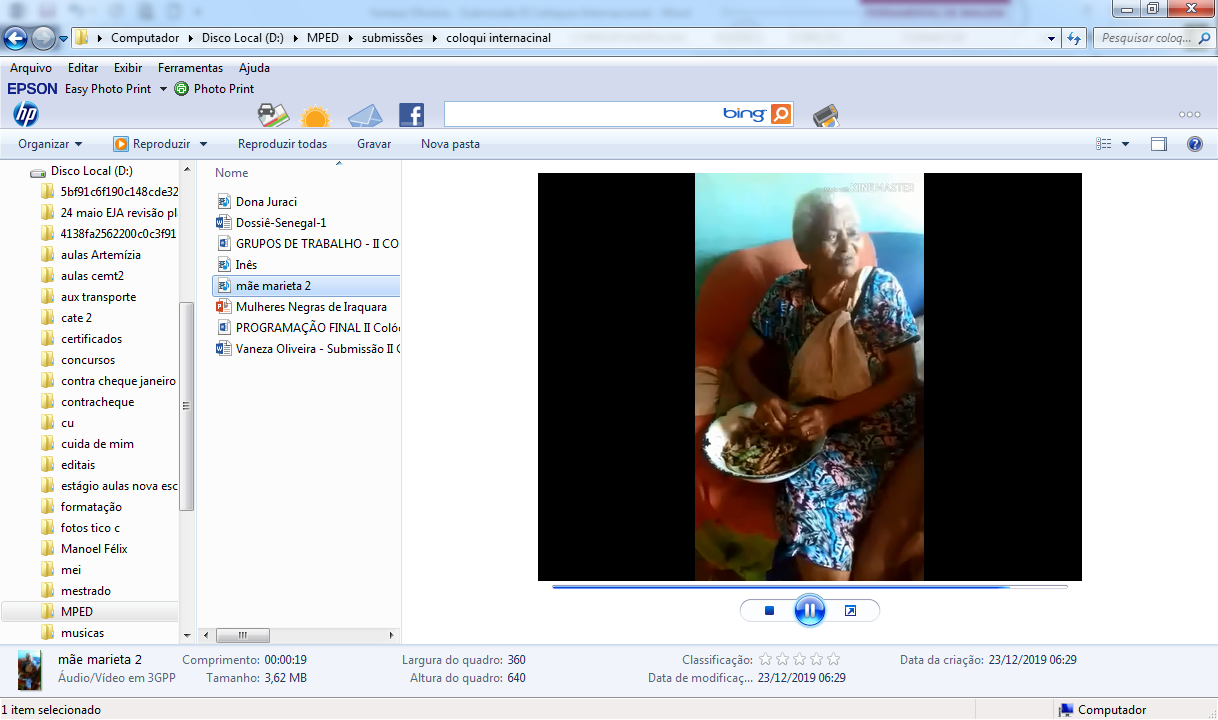 Computador ▸ Disco Local (D:) ▸ MPED ▸ submissões ▸ coloqui internacinal
Pesquisar coloq...
Arquivo Editar Exibir Ferramentas Ajuda
EPSON Easy Photo Print Photo Print
hp
bing
Organizar Reproduzir Reproduzir todas Gravar Nova pasta
Disco Local (D:)
5bf91c6f190c148cde32
24 maio EJA revisão pl
4138fa2562200c0c3f91
aulas Artemízia
aulas cemt2
aux transporte
cate 2
certificados
concursos
contra cheque janeiro
contracheque
cu
cuida de mim
editais
estágio aulas nova esc
formatação
fotos tico c
Manoel Félix
mei
mestrado
MPED
musicas
Nome
Dona Juraci
Dossiê-Senegal-1
GRUPOS DE TRABALHO - II CO
Inês
mãe marieta 2
Mulheres Negras de Iraquara
PROGRAMAÇÃO FINAL II Coló
Vaneza Oliveira - Submissão II C
KINEMASTER
mãe marieta 2
Áudio/Vídeo em 3GPP
Comprimento: 00:00:19
Tamanho: 3,62 MB
Largura do quadro: 360
Altura do quadro: 640
Classificação:
Data de modificaç... 23/12/2019 06:29
Data da criação: 23/12/2019 06:29
1 item selecionado
Computador